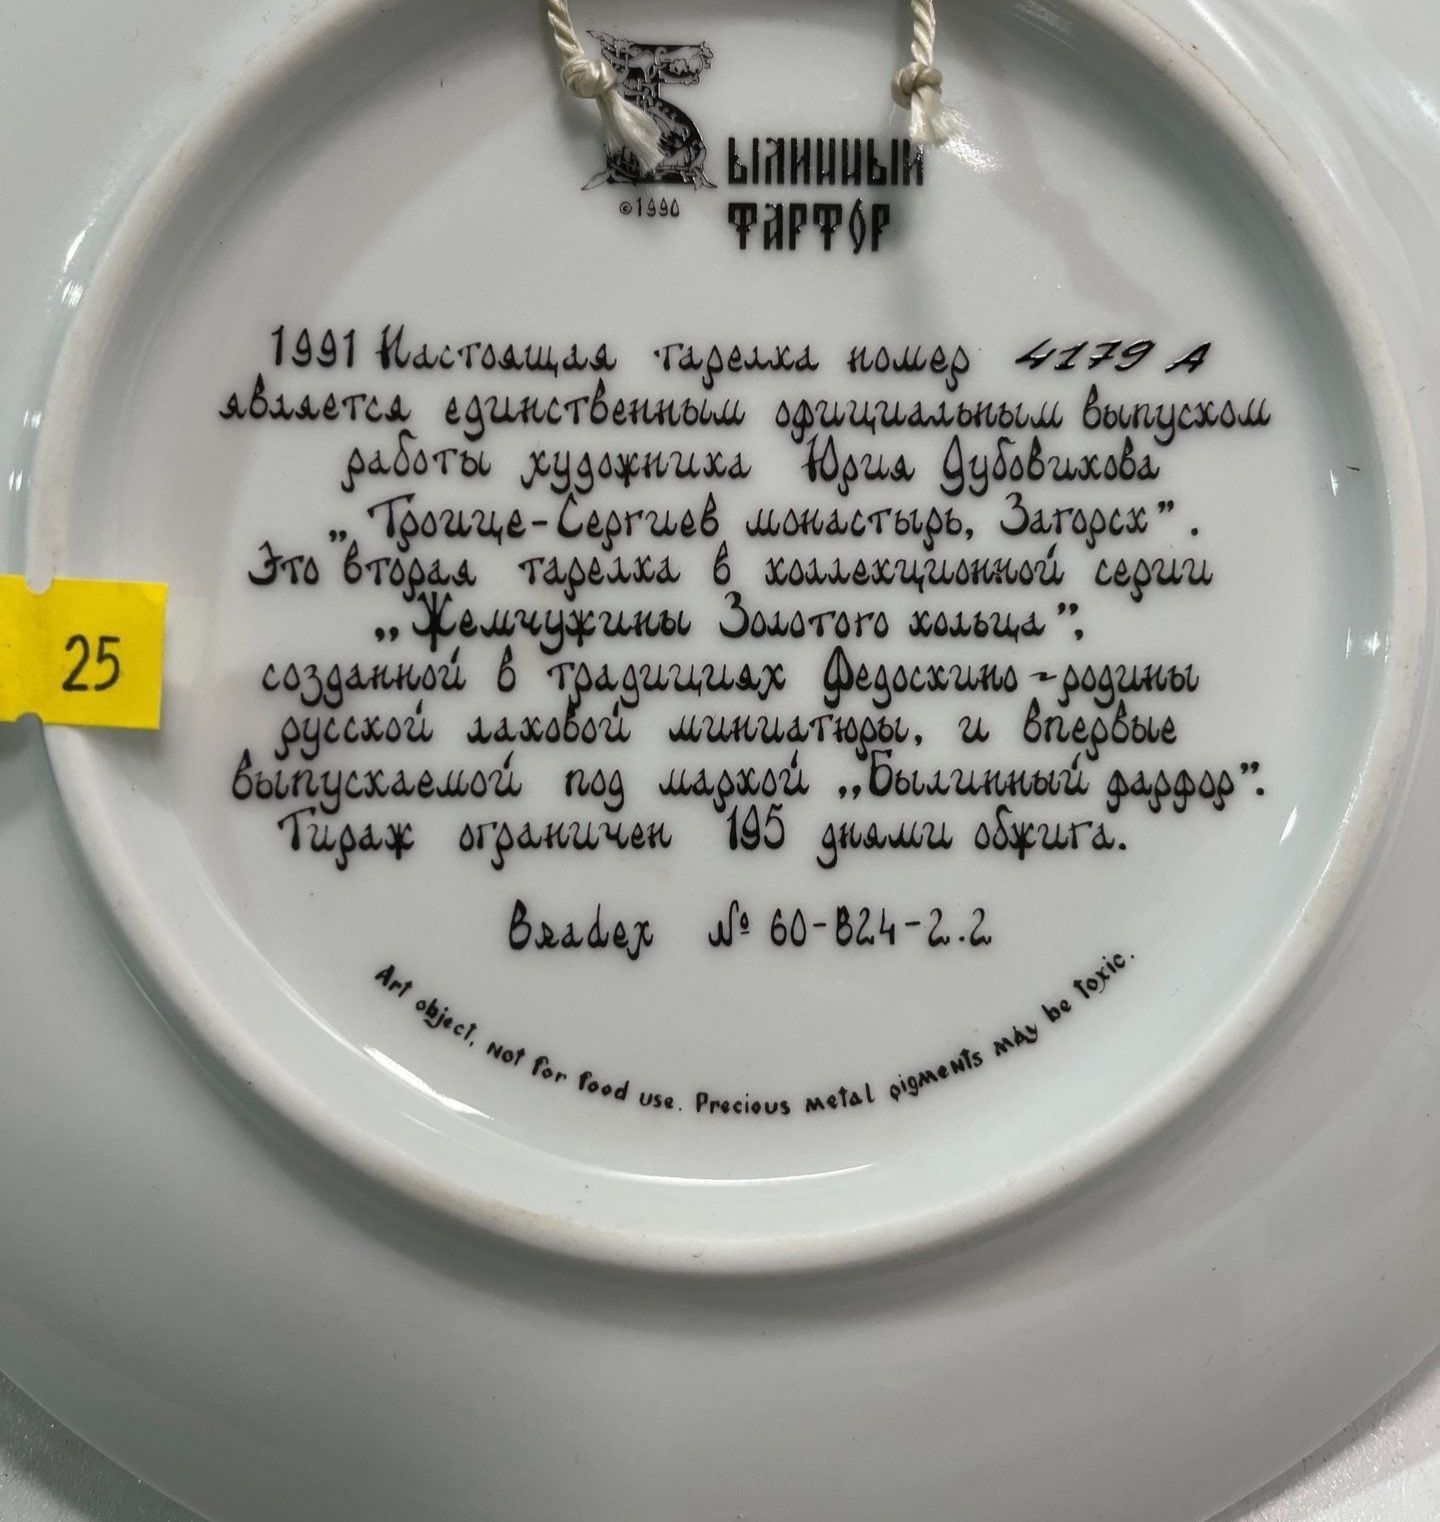 Былинный
фарфор
©1990
1991 Настоящая тарелка номер 4179 А
является единственным официальным выпуском
работы художника Юрия Дубовикова
„Троице-Сергиев монастырь, Загорск”.
Это вторая тарелка в коллекционной серии
„Жемчужины Золотого кольца”,
созданной в традициях Федоскино - родины
русской лаковой миниатюры, и впервые
выпускаемой под маркой „Былинный фарфор”.
Тираж ограничен 195 днями обжига.
Bradex № 60-B24-2.2
Art object, not for food use. Precious metal pigments may be toxic.
25